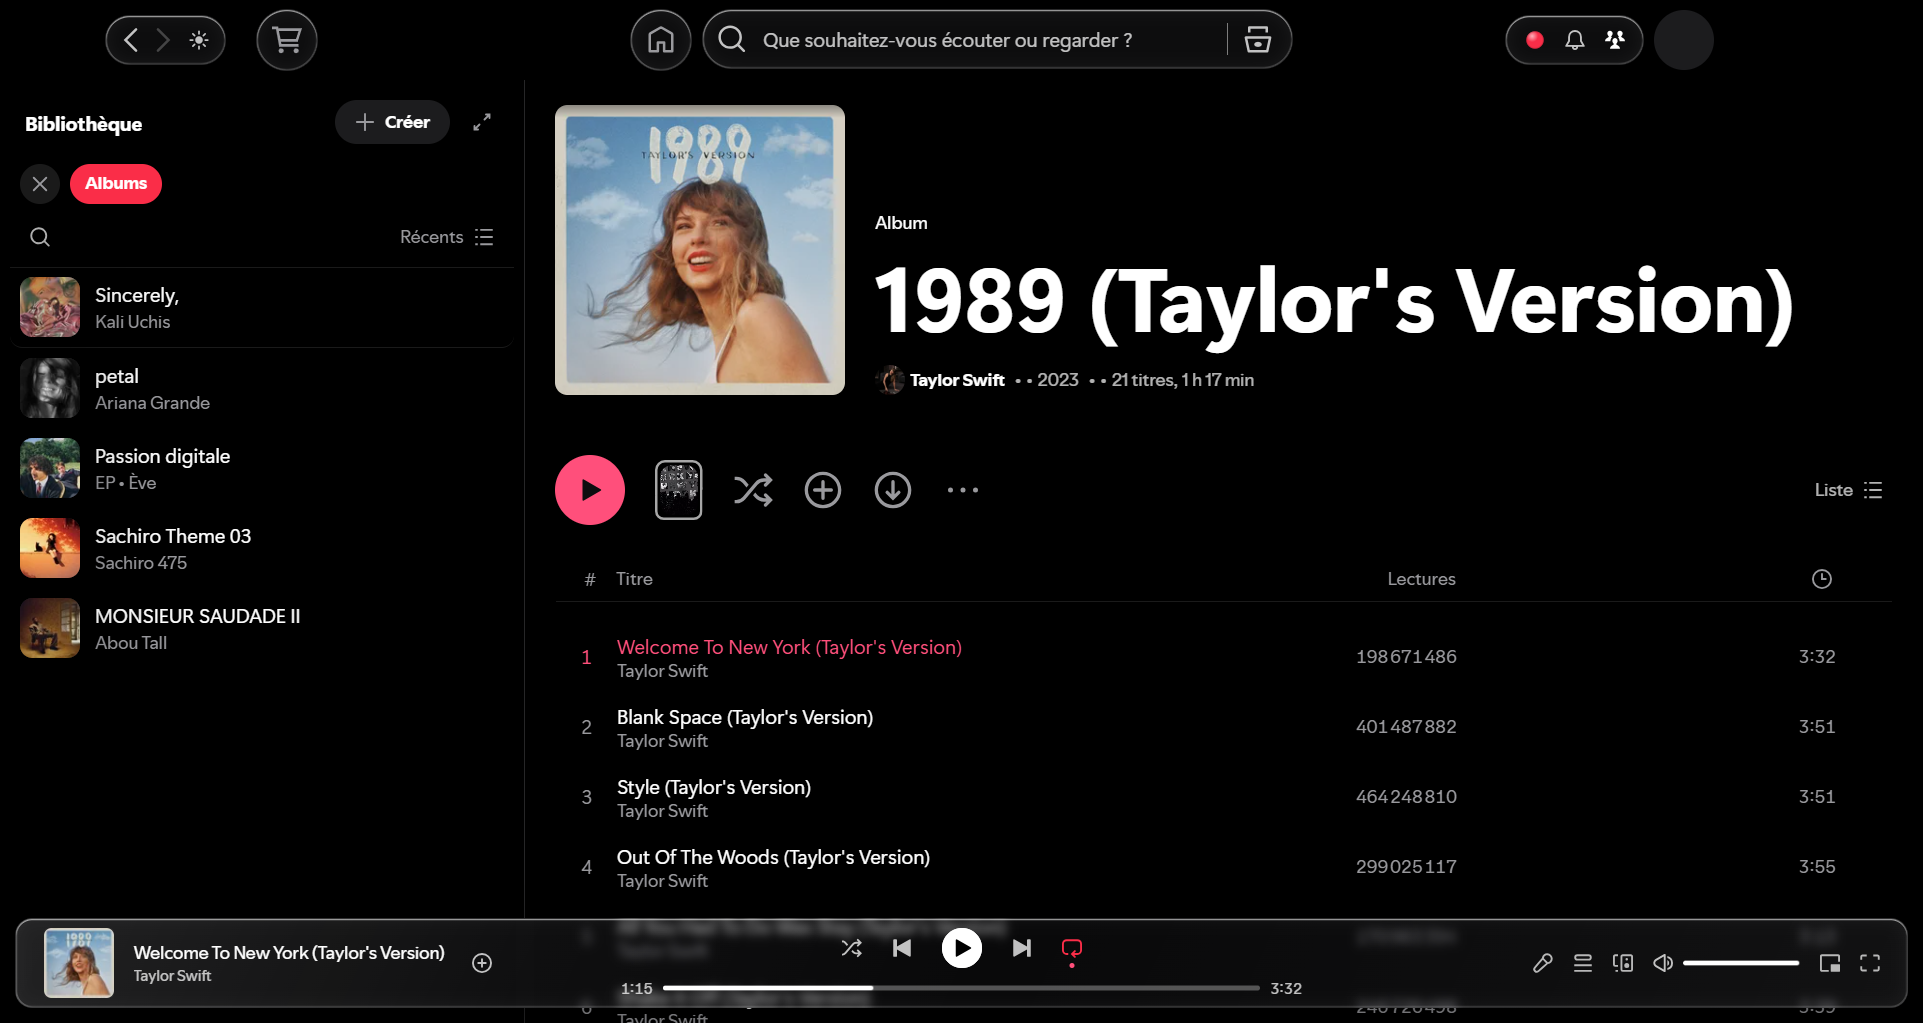 Que souhaitez-vous écouter ou regarder ?
Bibliothèque
Créer
Albums
Récents
Sincerely,
Kali Uchis
petal
Ariana Grande
Passion digitale
EP • Ève
Sachiro Theme 03
Sachiro 475
MONSIEUR SAUDADE II
Abou Tall
1989
TAYLOR'S VERSION
Album
1989 (Taylor's Version)
Taylor Swift • • 2023 • • 21 titres, 1 h 17 min
Liste
# Titre Lectures
1 Welcome To New York (Taylor's Version) 198 671 486 3:32
Taylor Swift
2 Blank Space (Taylor's Version) 401 487 882 3:51
Taylor Swift
3 Style (Taylor's Version) 464 248 810 3:51
Taylor Swift
4 Out Of The Woods (Taylor's Version) 299 025 117 3:55
Taylor Swift
Welcome To New York (Taylor's Version)
Taylor Swift
1:15 3:32
Taylor Swift